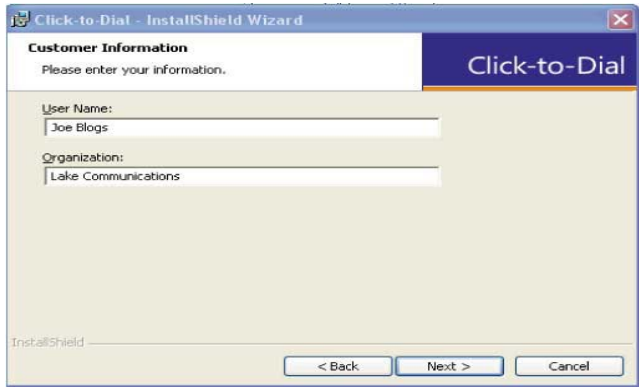 Click-to-Dial - InstallShield Wizard
Customer Information
Please enter your information.
Click-to-Dial
User Name:
Joe Blogs
Organization:
Lake Communications
InstallShield
< Back
Next >
Cancel